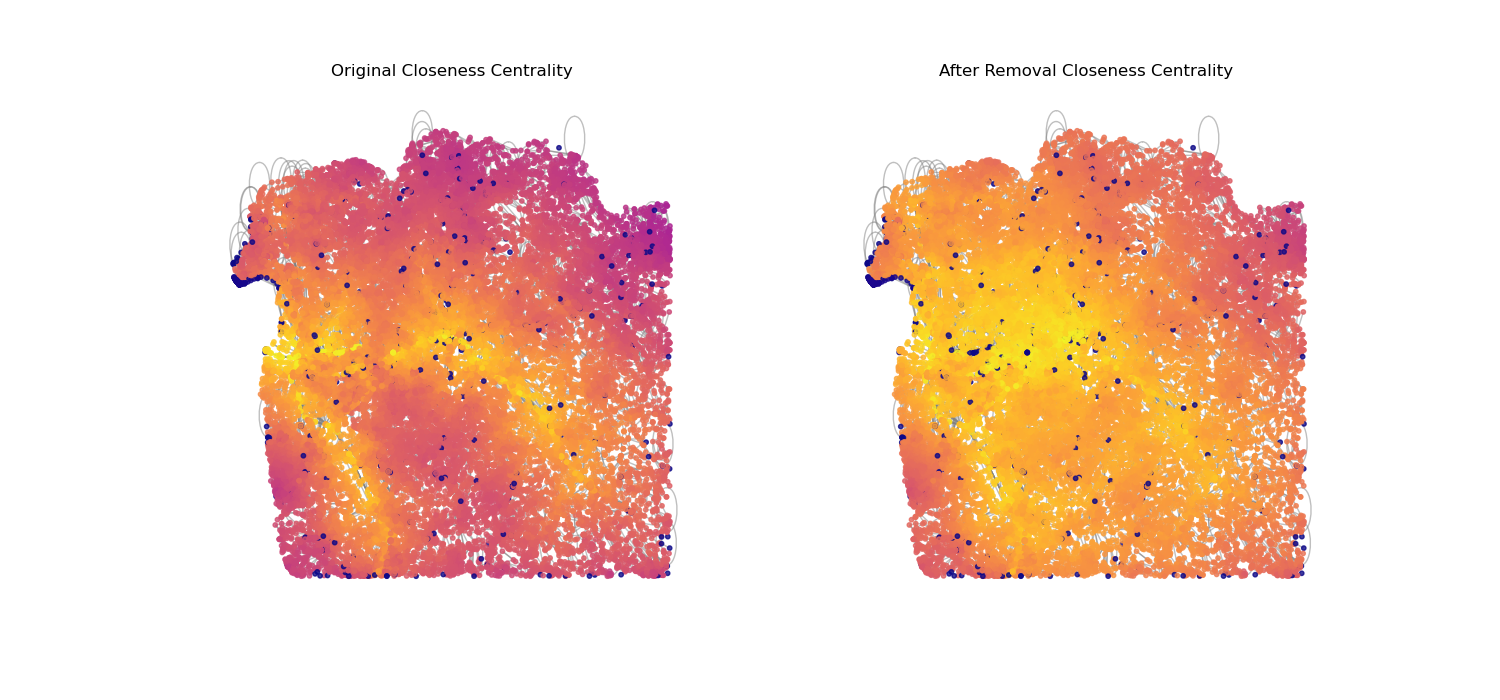 Original Closeness Centrality
After Removal Closeness Centrality